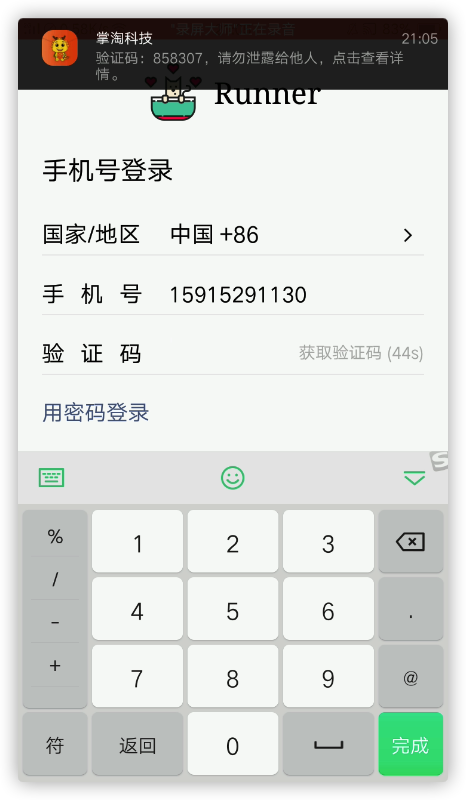 "录屏大师"正在录音
掌淘科技 21:05
验证码：858307，请勿泄露给他人，点击查看详
情。
Runner
手机号登录
国家/地区 中国 +86
手 机 号 15915291130
验 证 码 获取验证码 (44s)
用密码登录
% 1 2 3
/
4 5 6 .
-
+ 7 8 9 @
符 返回 0 完成